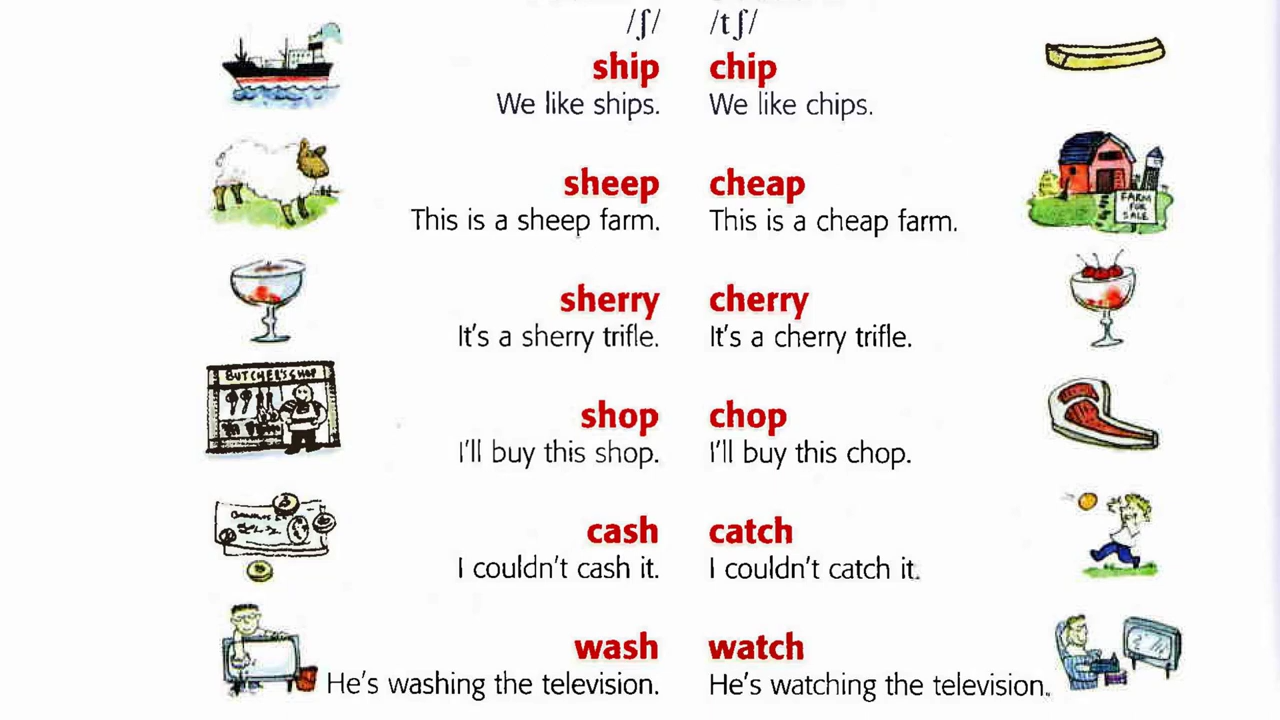 /ʃ/ /tʃ/
ship chip
We like ships. We like chips.
sheep cheap
This is a sheep farm. This is a cheap farm.
FARM
FOR
SALE
sherry cherry
It's a sherry trifle. It's a cherry trifle.
BUTCHER'S SHOP
shop chop
I'll buy this shop. I'll buy this chop.
cash catch
I couldn't cash it. I couldn't catch it.
wash watch
He's washing the television. He's watching the television.